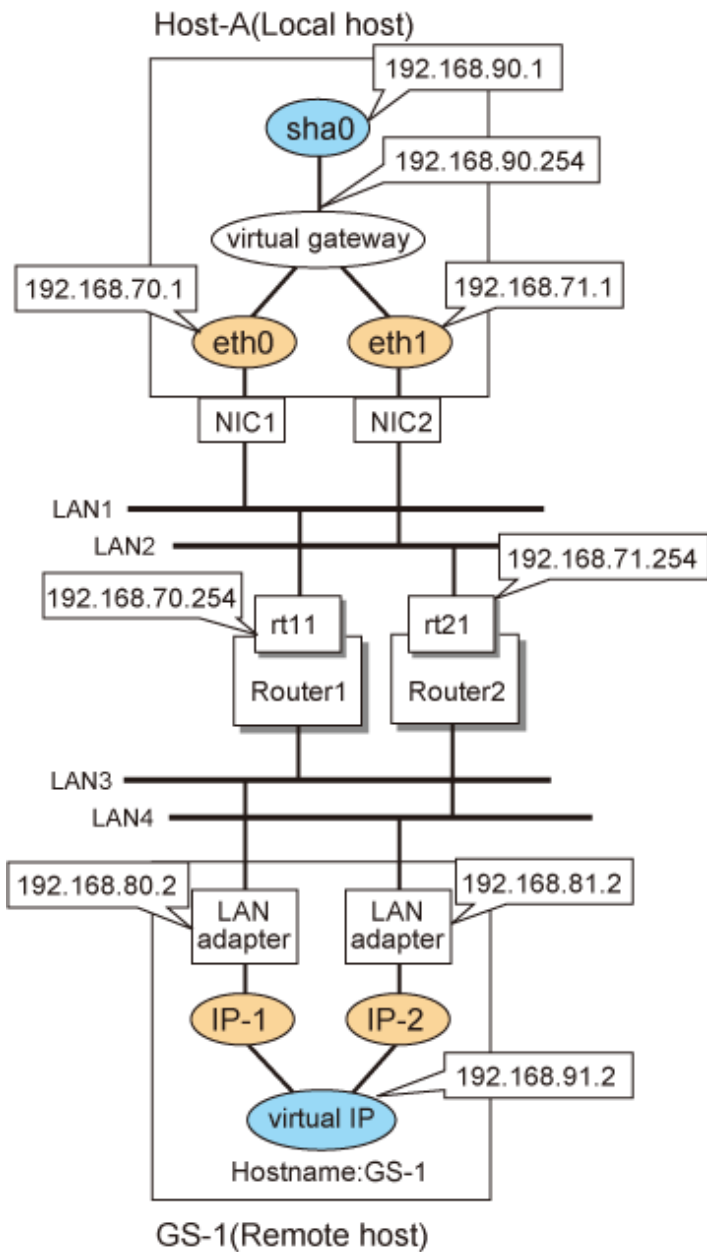 Host-A(Local host)
192.168.90.1
sha0
192.168.90.254
virtual gateway
192.168.70.1
192.168.71.1
eth0
eth1
NIC1
NIC2
LAN1
LAN2
192.168.71.254
192.168.70.254
rt11
rt21
Router1
Router2
LAN3
LAN4
192.168.80.2
192.168.81.2
LAN
adapter
LAN
adapter
IP-1
IP-2
192.168.91.2
virtual IP
Hostname:GS-1
GS-1(Remote host)